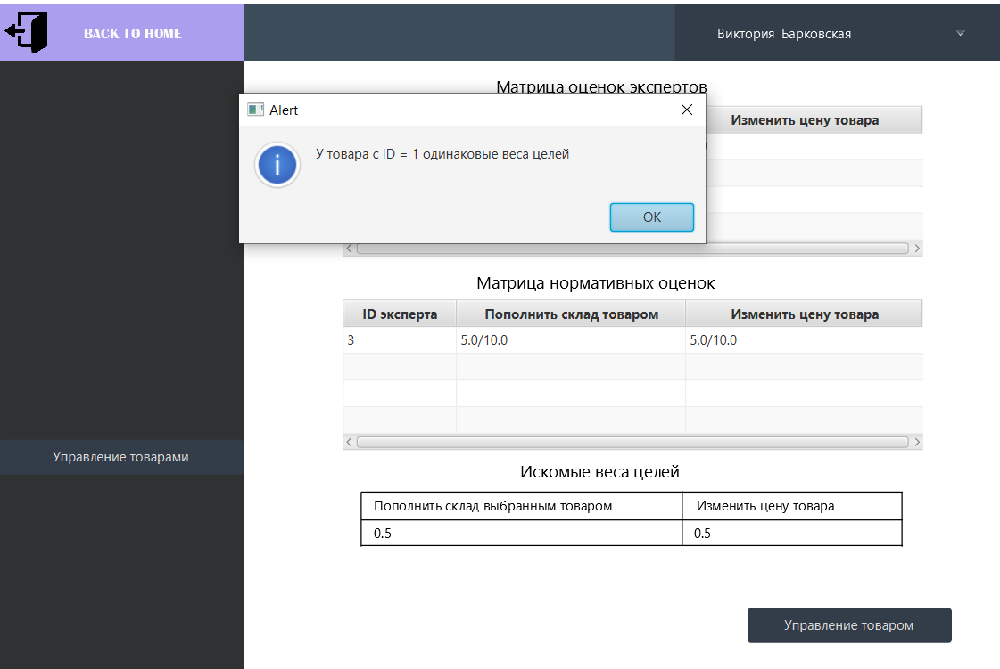 BACK TO HOME
Виктория Барковская
Матрица оценок экспертов
Изменить цену товара
Alert
У товара с ID = 1 одинаковые веса целей
OK
Матрица нормативных оценок
ID эксперта Пополнить склад товаром Изменить цену товара
3 5.0/10.0 5.0/10.0
Управление товарами
Искомые веса целей
Пополнить склад выбранным товаром Изменить цену товара
0.5 0.5
Управление товаром